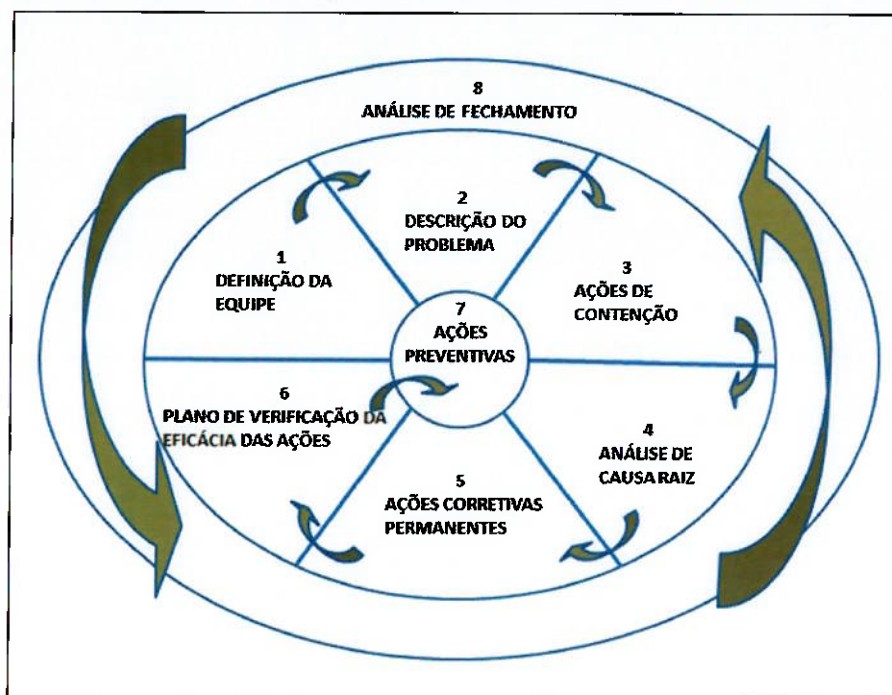 8
ANÁLISE DE FECHAMENTO
2
DESCRIÇÃO DO
PROBLEMA
1
DEFINIÇÃO DA
EQUIPE
3
AÇÕES DE
CONTENÇÃO
7
AÇÕES
PREVENTIVAS
6
PLANO DE VERIFICAÇÃO DA
EFICÁCIA DAS AÇÕES
4
ANÁLISE DE
CAUSA RAIZ
5
AÇÕES CORRETIVAS
PERMANENTES